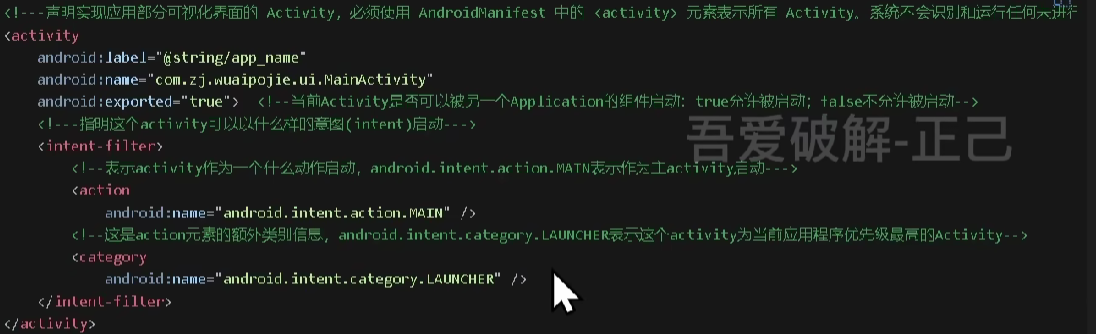 <!---声明实现应用部分可视化界面的 Activity，必须使用 AndroidManifest 中的 <activity> 元素表示所有 Activity。系统不会识别和运行任何未进行
<activity
android:label="@string/app_name"
android:name="com.zj.wuaipojie.ui.MainActivity"
android:exported="true"> <!--当前Activity是否可以被另一个Application的组件启动：true允许被启动；false不允许被启动-->
<!---指明这个activity可以以什么样的意图(intent)启动--->
吾爱破解-正己
<intent-filter>
<!--表示activity作为一个什么动作启动，android.intent.action.MAIN表示作为主activity启动--->
<action
android:name="android.intent.action.MAIN" />
<!--这是action元素的额外类别信息，android.intent.category.LAUNCHER表示这个activity为当前应用程序优先级最高的Activity-->
<category
android:name="android.intent.category.LAUNCHER" />
</intent-filter>
</activity>